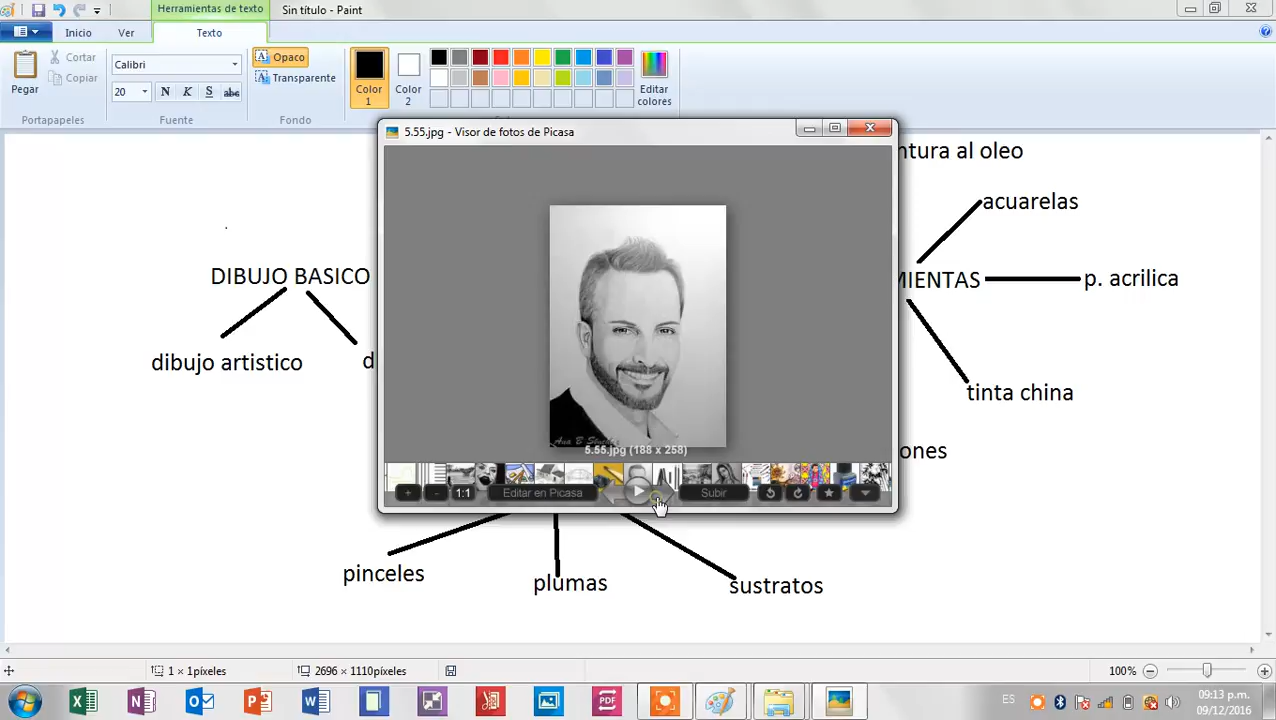 Herramientas de texto
Sin título - Paint
Inicio
Ver
Texto
Pegar
Cortar
Copiar
Calibri
20
N K S abc
Opaco
Transparente
Color 1
Color 2
Editar colores
Portapapeles
Fuente
Fondo
5.55.jpg - Visor de fotos de Picasa
ntura al oleo
acuarelas
DIBUJO BASICO
MIENTAS
p. acrilica
dibujo artistico
d
tinta china
Ana B Sánchez
5.55.jpg (188 x 258)
ones
+
-
1:1
Editar en Picasa
Subir
pinceles
plumas
sustratos
1 × 1píxeles
2696 × 1110píxeles
100%
ES
09:13 p.m.
09/12/2016